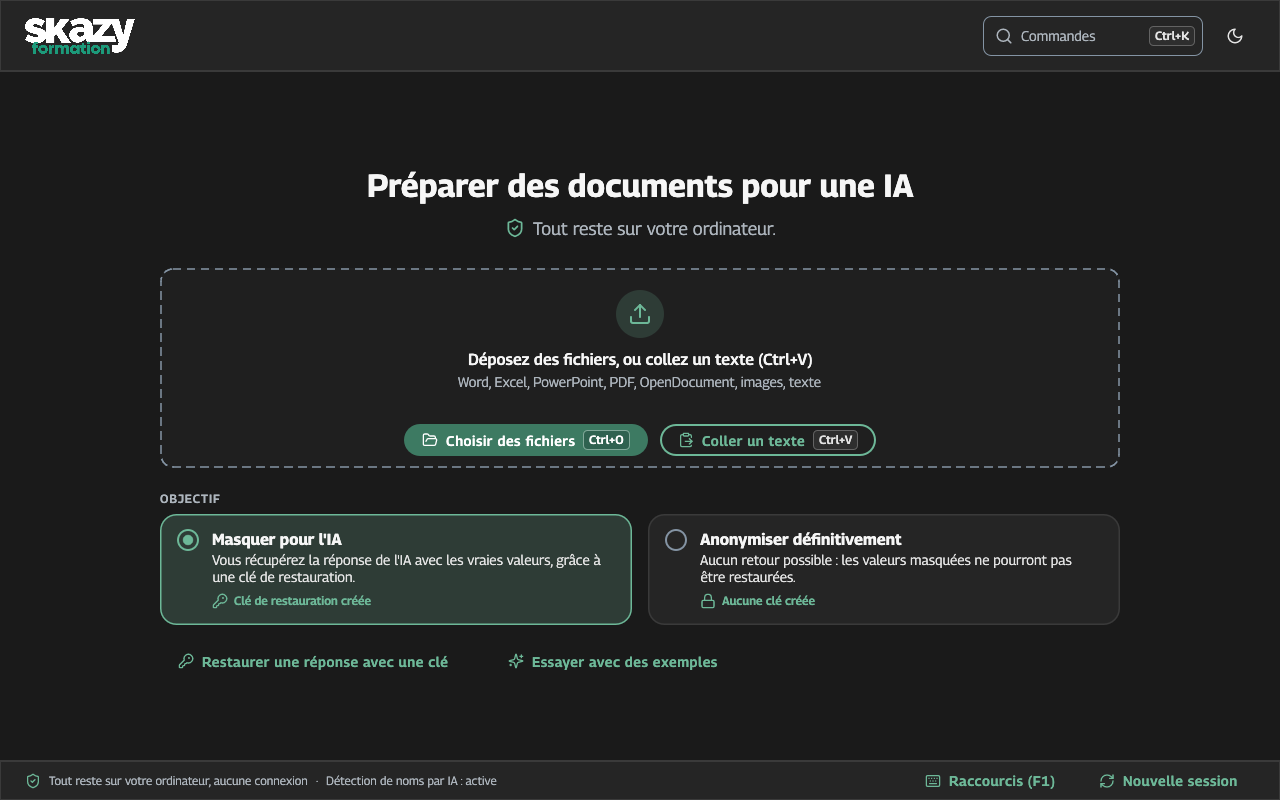 skazy
formation
Commandes Ctrl+K
Préparer des documents pour une IA
Tout reste sur votre ordinateur.
Déposez des fichiers, ou collez un texte (Ctrl+V)
Word, Excel, PowerPoint, PDF, OpenDocument, images, texte
Choisir des fichiers Ctrl+O Coller un texte Ctrl+V
OBJECTIF
Masquer pour l'IA
Vous récupérez la réponse de l'IA avec les vraies valeurs, grâce à
une clé de restauration.
Clé de restauration créée
Anonymiser définitivement
Aucun retour possible : les valeurs masquées ne pourront pas
être restaurées.
Aucune clé créée
Restaurer une réponse avec une clé Essayer avec des exemples
Tout reste sur votre ordinateur, aucune connexion · Détection de noms par IA : active Raccourcis (F1) Nouvelle session